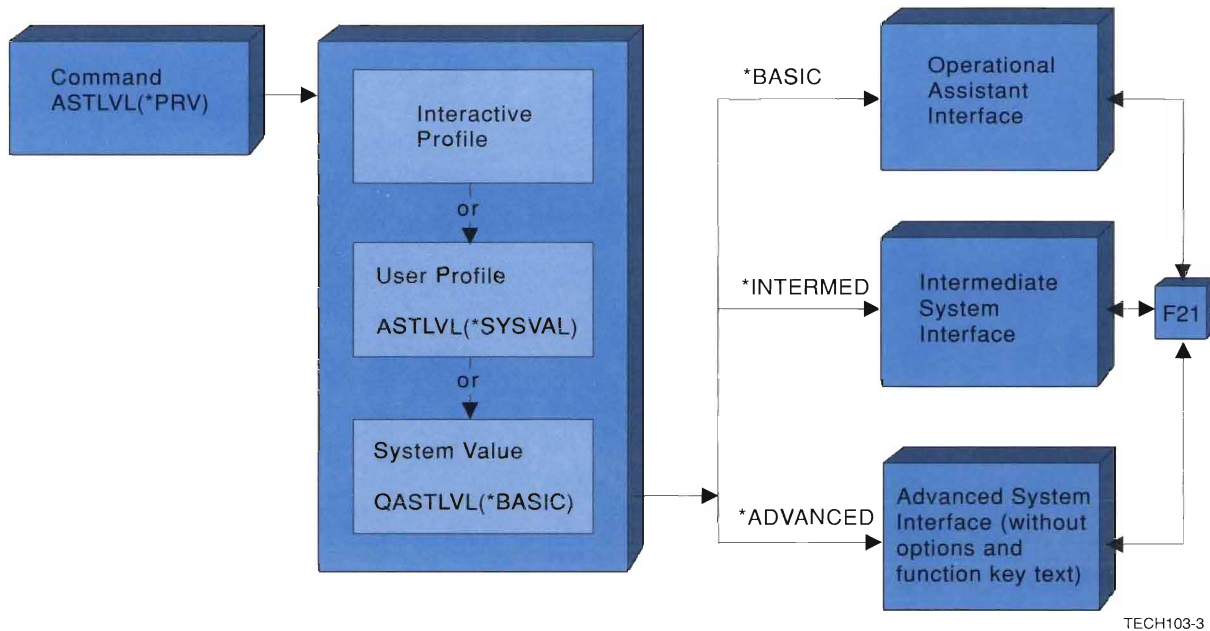 Command
ASTLVL(*PRV)
Interactive
Profile
or
User Profile
ASTLVL(*SYSVAL)
or
System Value
QASTLVL(*BASIC)
*BASIC
Operational
Assistant
Interface
*INTERMED
Intermediate
System
Interface
F21
*ADVANCED
Advanced System
Interface (without
options and
function key text)
TECH103-3